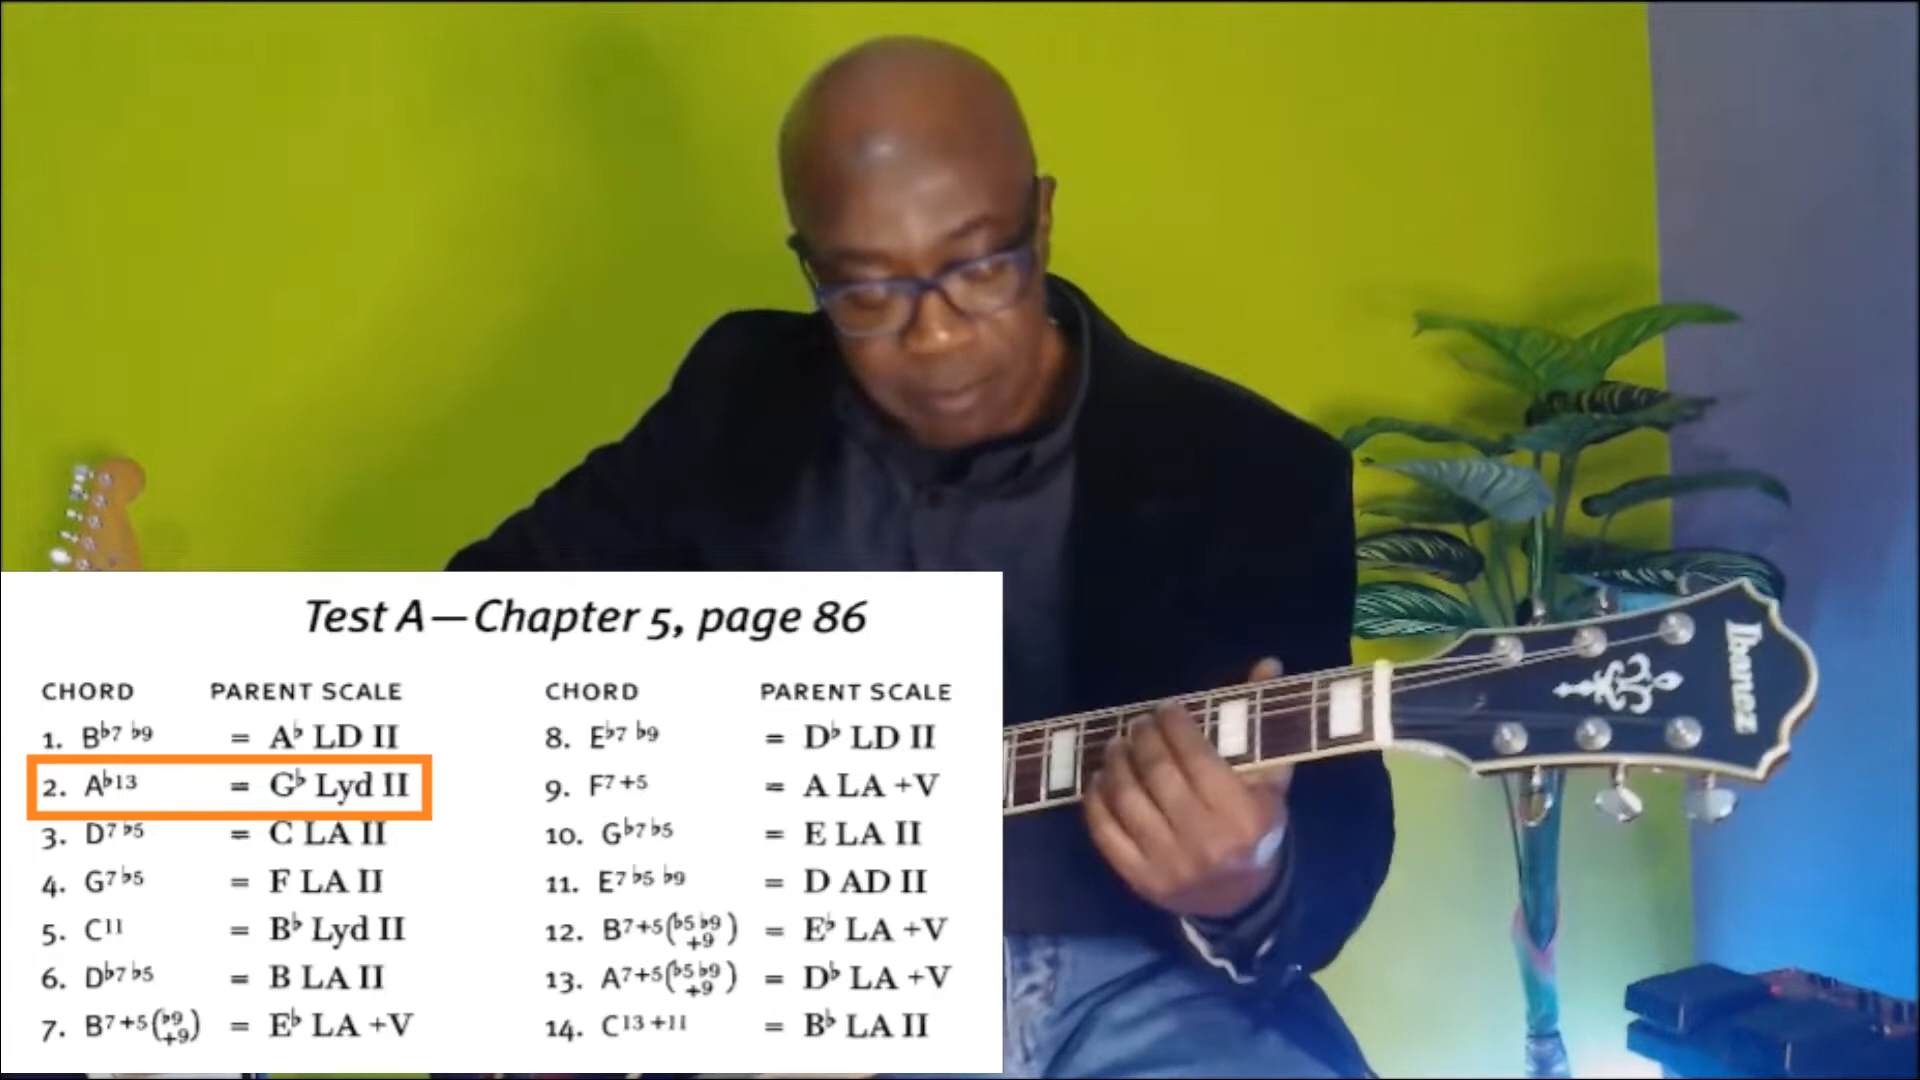 Test A—Chapter 5, page 86
CHORD PARENT SCALE
1. B♭7 ♭9 = A♭ LD II
2. A♭13 = G♭ Lyd II
3. D7 ♭5 = C LA II
4. G7 ♭5 = F LA II
5. C11 = B♭ Lyd II
6. D♭7 ♭5 = B LA II
7. B7+5(♭9 +9) = E♭ LA +V
CHORD PARENT SCALE
8. E♭7 ♭9 = D♭ LD II
9. F7+5 = A LA +V
10. G♭7 ♭5 = E LA II
11. E7 ♭5 ♭9 = D AD II
12. B7+5(♭5 ♭9 +9) = E♭ LA +V
13. A7+5(♭5 ♭9 +9) = D♭ LA +V
14. C13+11 = B♭ LA II
Ibanez